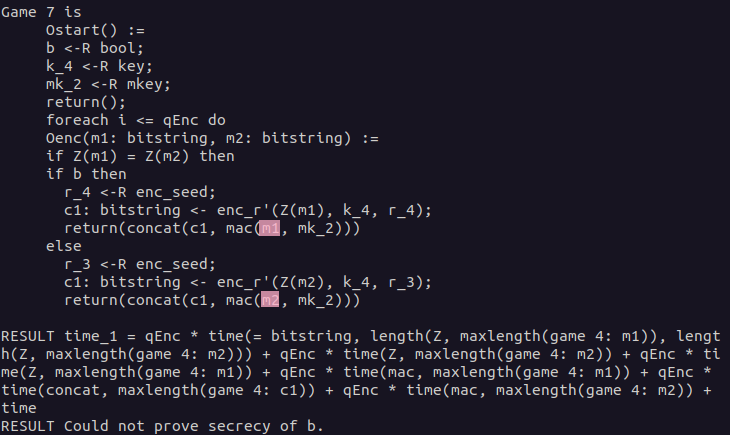 Game 7 is
Ostart() :=
b <-R bool;
k_4 <-R key;
mk_2 <-R mkey;
return();
foreach i <= qEnc do
Oenc(m1: bitstring, m2: bitstring) :=
if Z(m1) = Z(m2) then
if b then
r_4 <-R enc_seed;
c1: bitstring <- enc_r'(Z(m1), k_4, r_4);
return(concat(c1, mac(m1, mk_2)))
else
r_3 <-R enc_seed;
c1: bitstring <- enc_r'(Z(m2), k_4, r_3);
return(concat(c1, mac(m2, mk_2)))
RESULT time_1 = qEnc * time(= bitstring, length(Z, maxlength(game 4: m1)), lengt
h(Z, maxlength(game 4: m2))) + qEnc * time(Z, maxlength(game 4: m2)) + qEnc * ti
me(Z, maxlength(game 4: m1)) + qEnc * time(mac, maxlength(game 4: m1)) + qEnc *
time(concat, maxlength(game 4: c1)) + qEnc * time(mac, maxlength(game 4: m2)) +
time
RESULT Could not prove secrecy of b.